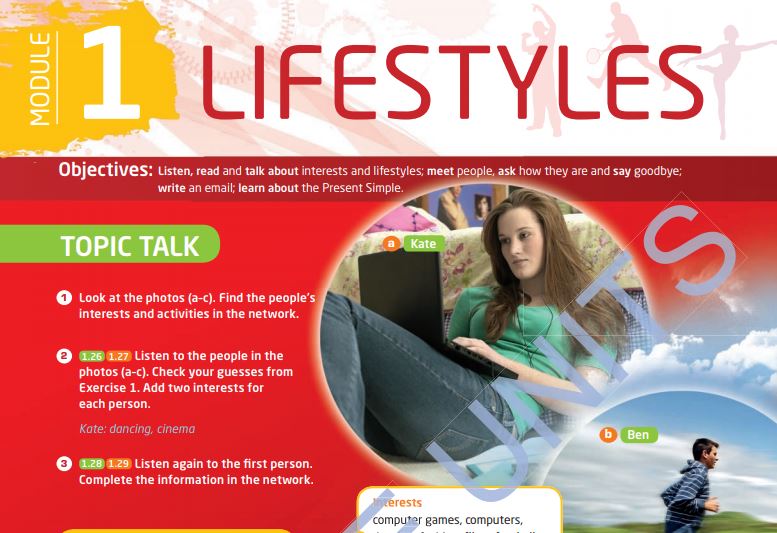 MODULE 1 LIFESTYLES
Objectives: Listen, read and talk about interests and lifestyles; meet people, ask how they are and say goodbye;
write an email; learn about the Present Simple.
TOPIC TALK
1 Look at the photos (a-c). Find the people's
interests and activities in the network.
2 1.26 1.27 Listen to the people in the
photos (a-c). Check your guesses from
Exercise 1. Add two interests for
each person.
Kate: dancing, cinema
3 1.28 1.29 Listen again to the first person.
Complete the information in the network.
a Kate
b Ben
Interests
computer games, computers,
UNITS